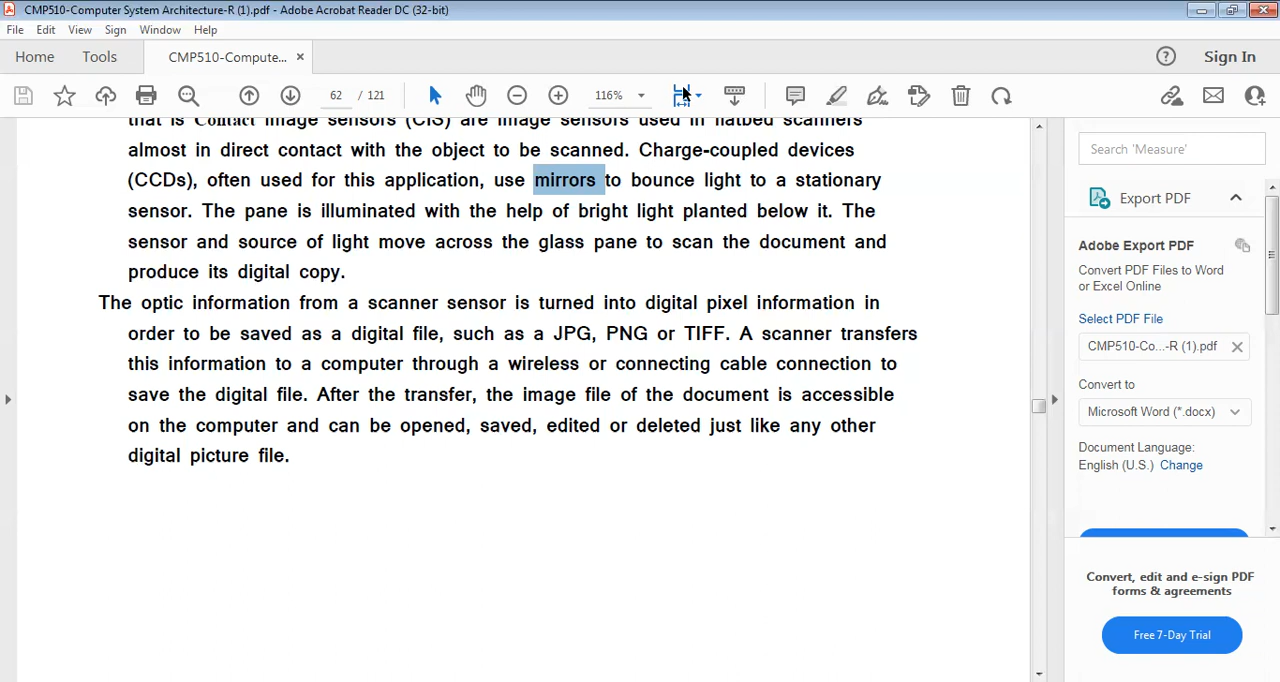 CMP510-Computer System Architecture-R (1).pdf - Adobe Acrobat Reader DC (32-bit)
File Edit View Sign Window Help
Home Tools CMP510-Compute... × Sign In
62 / 121 116%
that is Contact image sensors (CIS) are image sensors used in flatbed scanners
almost in direct contact with the object to be scanned. Charge-coupled devices
(CCDs), often used for this application, use mirrors to bounce light to a stationary
sensor. The pane is illuminated with the help of bright light planted below it. The
sensor and source of light move across the glass pane to scan the document and
produce its digital copy.
The optic information from a scanner sensor is turned into digital pixel information in
order to be saved as a digital file, such as a JPG, PNG or TIFF. A scanner transfers
this information to a computer through a wireless or connecting cable connection to
save the digital file. After the transfer, the image file of the document is accessible
on the computer and can be opened, saved, edited or deleted just like any other
digital picture file.
Search 'Measure'
Export PDF
Adobe Export PDF
Convert PDF Files to Word
or Excel Online
Select PDF File
CMP510-Co...-R (1).pdf
Convert to
Microsoft Word (*.docx)
Document Language:
English (U.S.) Change
Convert, edit and e-sign PDF
forms & agreements
Free 7-Day Trial